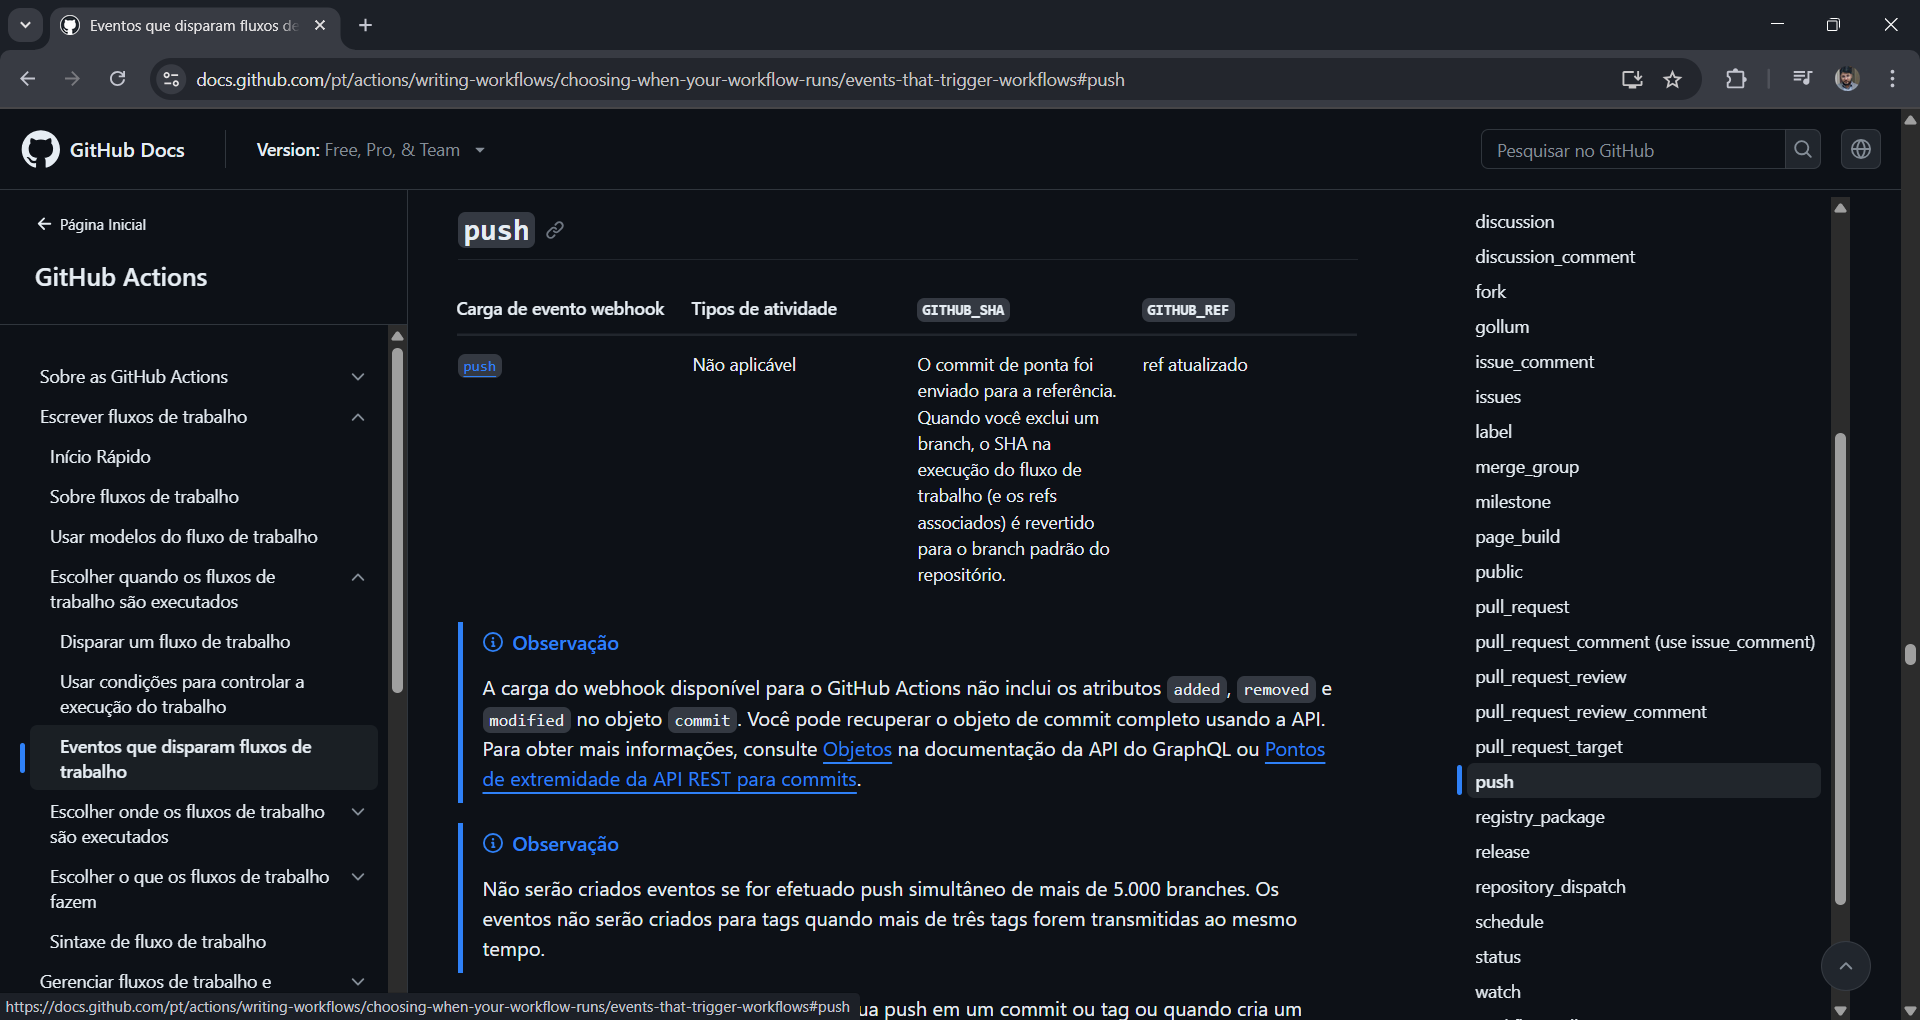 Eventos que disparam fluxos de
docs.github.com/pt/actions/writing-workflows/choosing-when-your-workflow-runs/events-that-trigger-workflows#push
GitHub Docs
Version: Free, Pro, & Team
Pesquisar no GitHub
Página Inicial
GitHub Actions
Sobre as GitHub Actions
Escrever fluxos de trabalho
Início Rápido
Sobre fluxos de trabalho
Usar modelos do fluxo de trabalho
Escolher quando os fluxos de
trabalho são executados
Disparar um fluxo de trabalho
Usar condições para controlar a
execução do trabalho
Eventos que disparam fluxos de
trabalho
Escolher onde os fluxos de trabalho
são executados
Escolher o que os fluxos de trabalho
fazem
Sintaxe de fluxo de trabalho
Gerenciar fluxos de trabalho e
push
Carga de evento webhook Tipos de atividade GITHUB_SHA GITHUB_REF
push Não aplicável O commit de ponta foi ref atualizado
enviado para a referência.
Quando você exclui um
branch, o SHA na
execução do fluxo de
trabalho (e os refs
associados) é revertido
para o branch padrão do
repositório.
Observação
A carga do webhook disponível para o GitHub Actions não inclui os atributos added, removed e
modified no objeto commit. Você pode recuperar o objeto de commit completo usando a API.
Para obter mais informações, consulte Objetos na documentação da API do GraphQL ou Pontos
de extremidade da API REST para commits.
Observação
Não serão criados eventos se for efetuado push simultâneo de mais de 5.000 branches. Os
eventos não serão criados para tags quando mais de três tags forem transmitidas ao mesmo
tempo.
ua push em um commit ou tag ou quando cria um
discussion
discussion_comment
fork
gollum
issue_comment
issues
label
merge_group
milestone
page_build
public
pull_request
pull_request_comment (use issue_comment)
pull_request_review
pull_request_review_comment
pull_request_target
push
registry_package
release
repository_dispatch
schedule
status
watch
https://docs.github.com/pt/actions/writing-workflows/choosing-when-your-workflow-runs/events-that-trigger-workflows#push